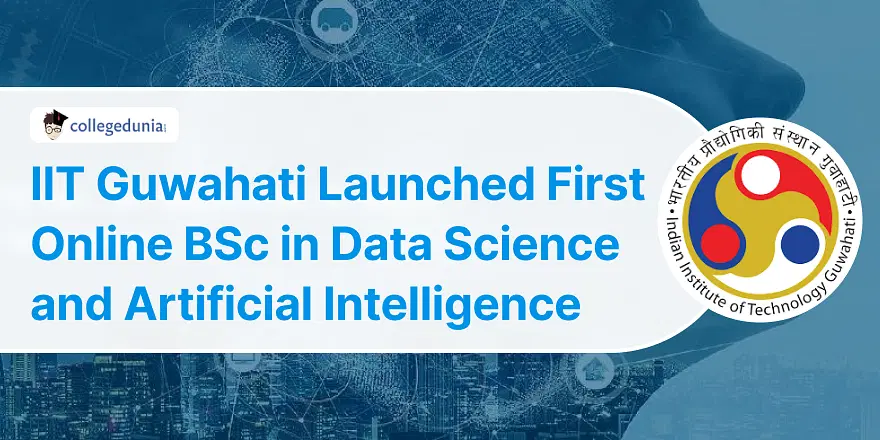 collegedunia
IIT Guwahati Launched First
Online BSc in Data Science
and Artificial Intelligence
भारतीय प्रौद्योगिकी संस्थान गुवाहाटी
Indian Institute of Technology Guwahati